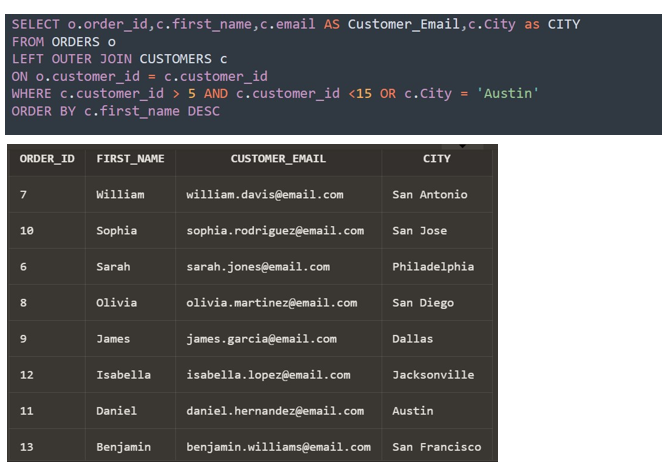 SELECT o.order_id,c.first_name,c.email AS Customer_Email,c.City as CITY
FROM ORDERS o
LEFT OUTER JOIN CUSTOMERS c
ON o.customer_id = c.customer_id
WHERE c.customer_id > 5 AND c.customer_id <15 OR c.City = 'Austin'
ORDER BY c.first_name DESC
ORDER_ID FIRST_NAME CUSTOMER_EMAIL CITY
7 William william.davis@email.com San Antonio
10 Sophia sophia.rodriguez@email.com San Jose
6 Sarah sarah.jones@email.com Philadelphia
8 Olivia olivia.martinez@email.com San Diego
9 James james.garcia@email.com Dallas
12 Isabella isabella.lopez@email.com Jacksonville
11 Daniel daniel.hernandez@email.com Austin
13 Benjamin benjamin.williams@email.com San Francisco